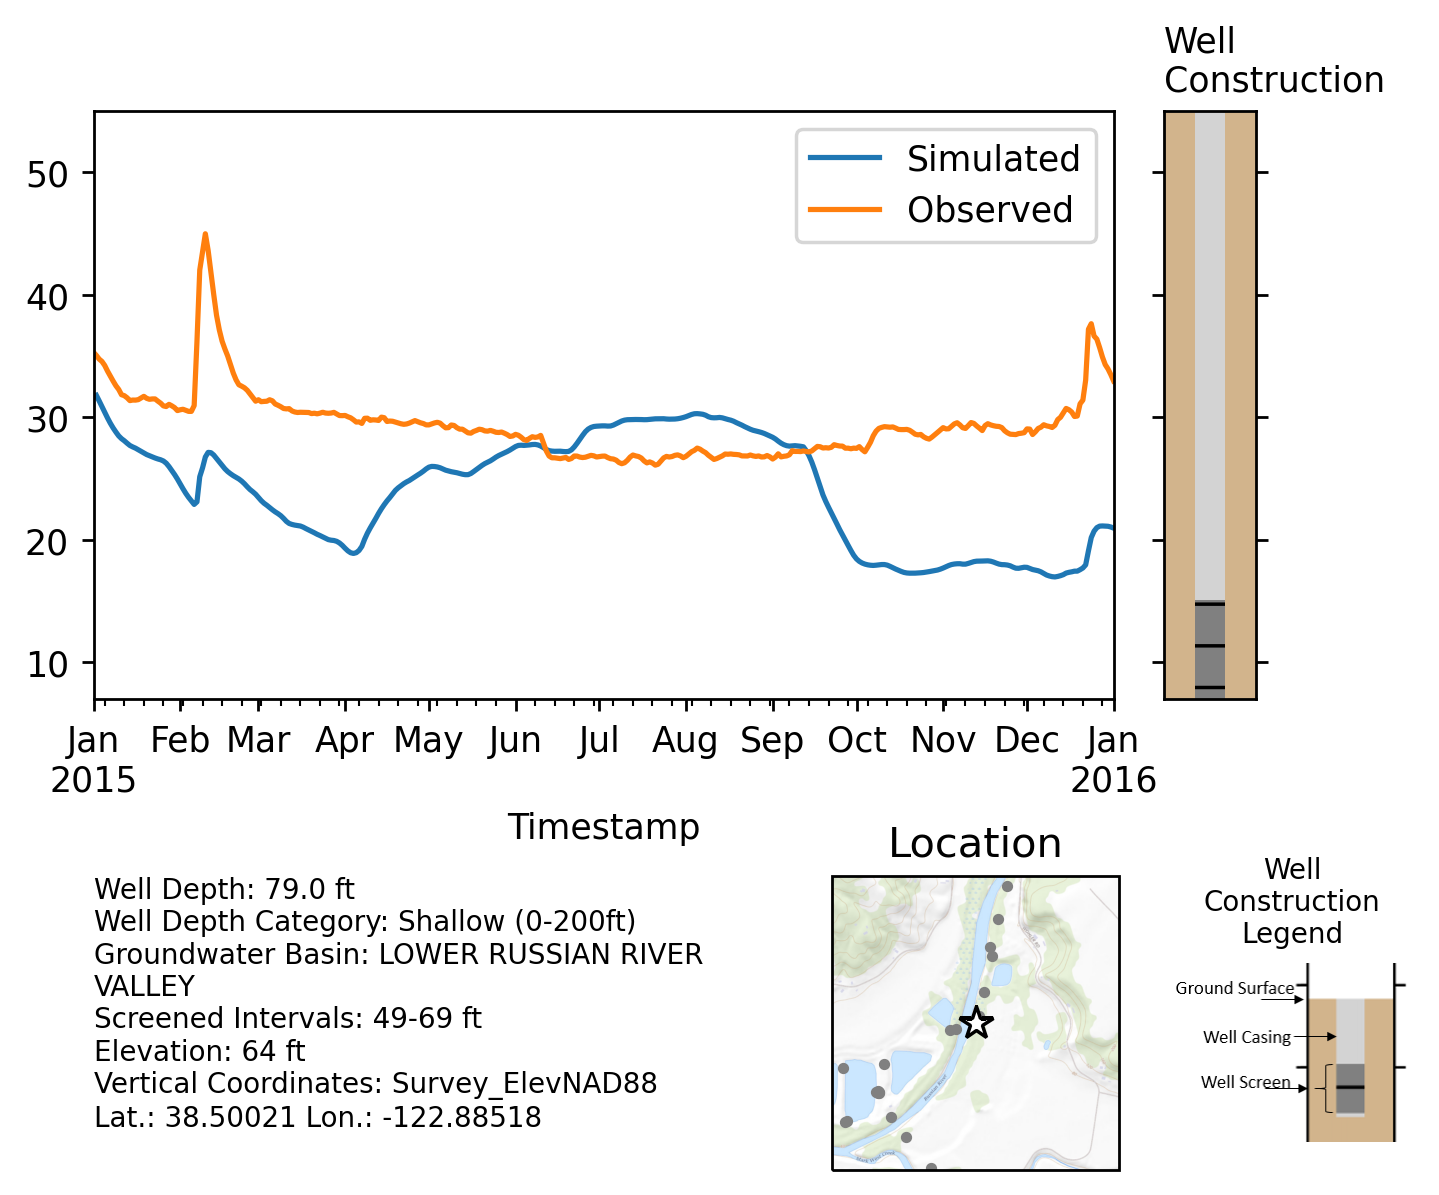 Well
Construction
Simulated
Observed
50
40
30
20
10
Jan Feb Mar Apr May Jun Jul Aug Sep Oct Nov Dec Jan
2015 2016
Timestamp
Well Depth: 79.0 ft
Well Depth Category: Shallow (0-200ft)
Groundwater Basin: LOWER RUSSIAN RIVER
VALLEY
Screened Intervals: 49-69 ft
Elevation: 64 ft
Vertical Coordinates: Survey_ElevNAD88
Lat.: 38.50021 Lon.: -122.88518
Location
Well
Construction
Legend
Ground Surface
Well Casing
Well Screen